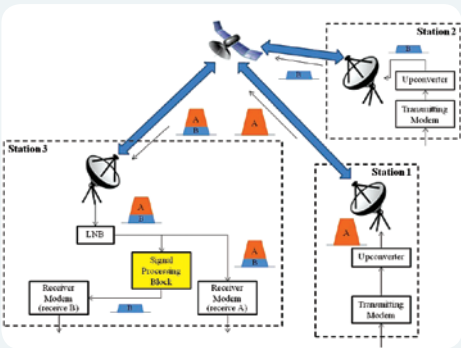 Station 2
B
B
Upconverter
Transmitting
Modem
A
B
A
Station 3
Station 1
A
B
A
LNB
Upconverter
Signal
Processing
Block
A
B
Receiver
Modem
(receive B)
B
Receiver
Modem
(receive A)
Transmitting
Modem